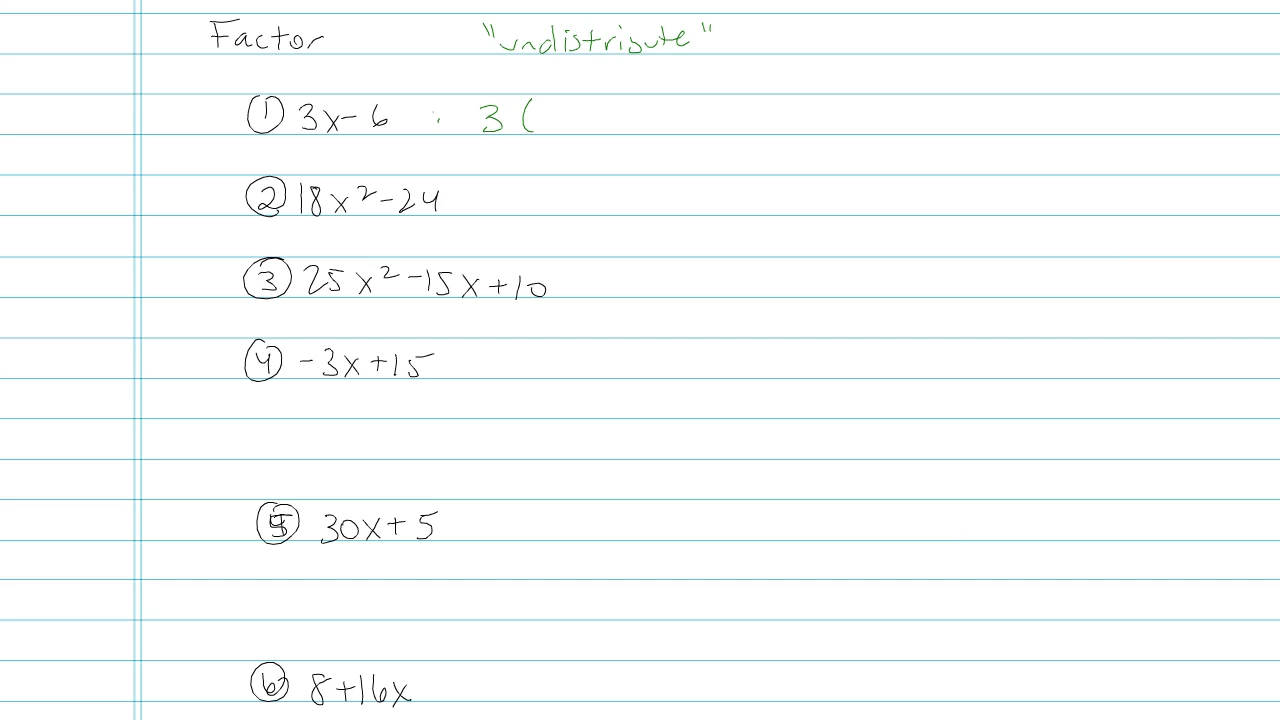 Factor "undistribute"
① 3x-6 3(
② 18x²-24
③ 25x²-15x+10
④ -3x+15
⑤ 30x+5
⑥ 8+16x